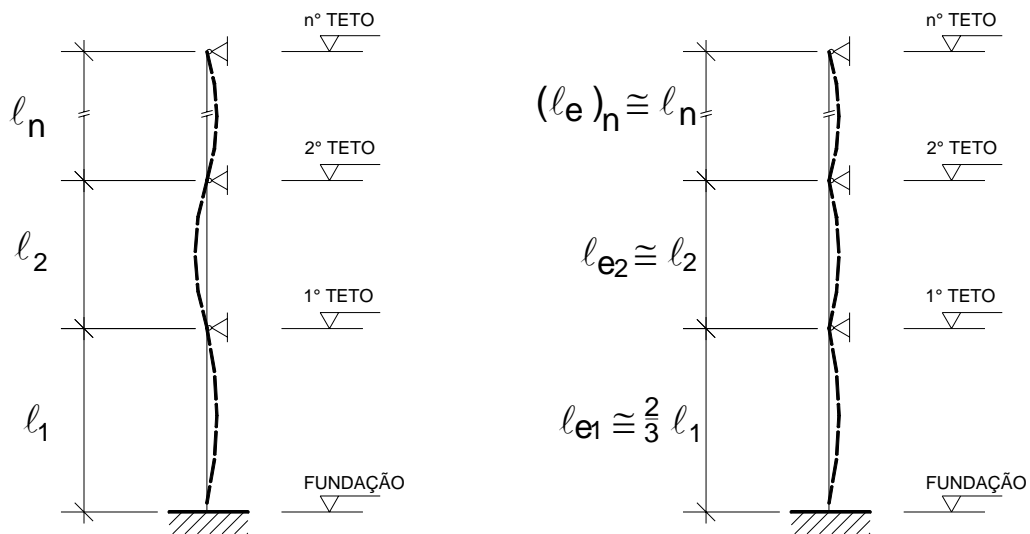 n° TETO
ℓn
2° TETO
ℓ2
1° TETO
ℓ1
FUNDAÇÃO
n° TETO
(ℓe)n ≅ ℓn
2° TETO
ℓe2 ≅ ℓ2
1° TETO
ℓe1 ≅ 2/3 ℓ1
FUNDAÇÃO